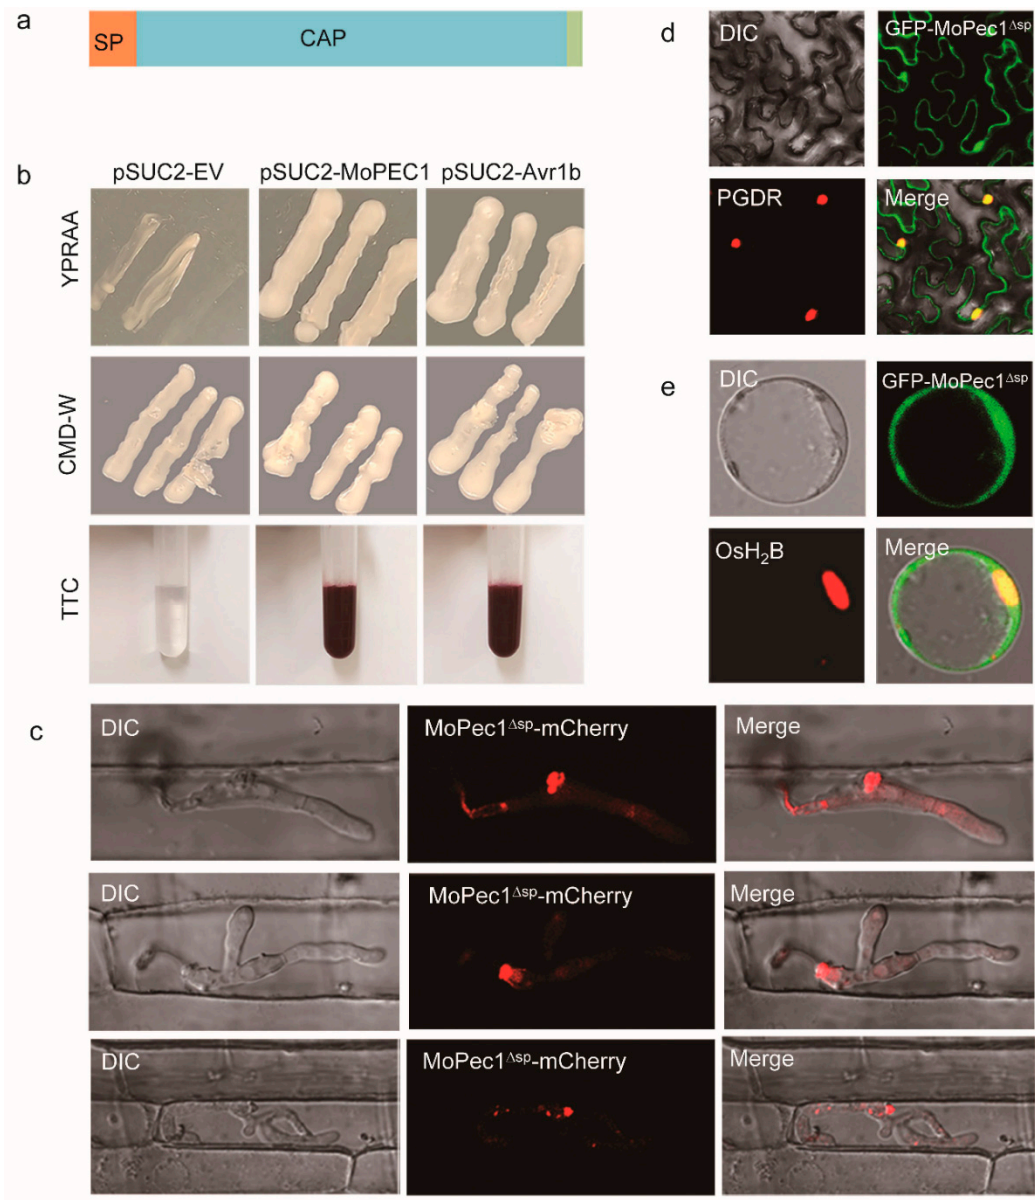 a
SP
CAP
b
pSUC2-EV
pSUC2-MoPEC1
pSUC2-Avr1b
YPRAA
CMD-W
TTC
c
DIC
MoPec1Δsp-mCherry
Merge
DIC
MoPec1Δsp-mCherry
Merge
DIC
MoPec1Δsp-mCherry
Merge
d
DIC
GFP-MoPec1Δsp
PGDR
Merge
e
DIC
GFP-MoPec1Δsp
OsH2B
Merge